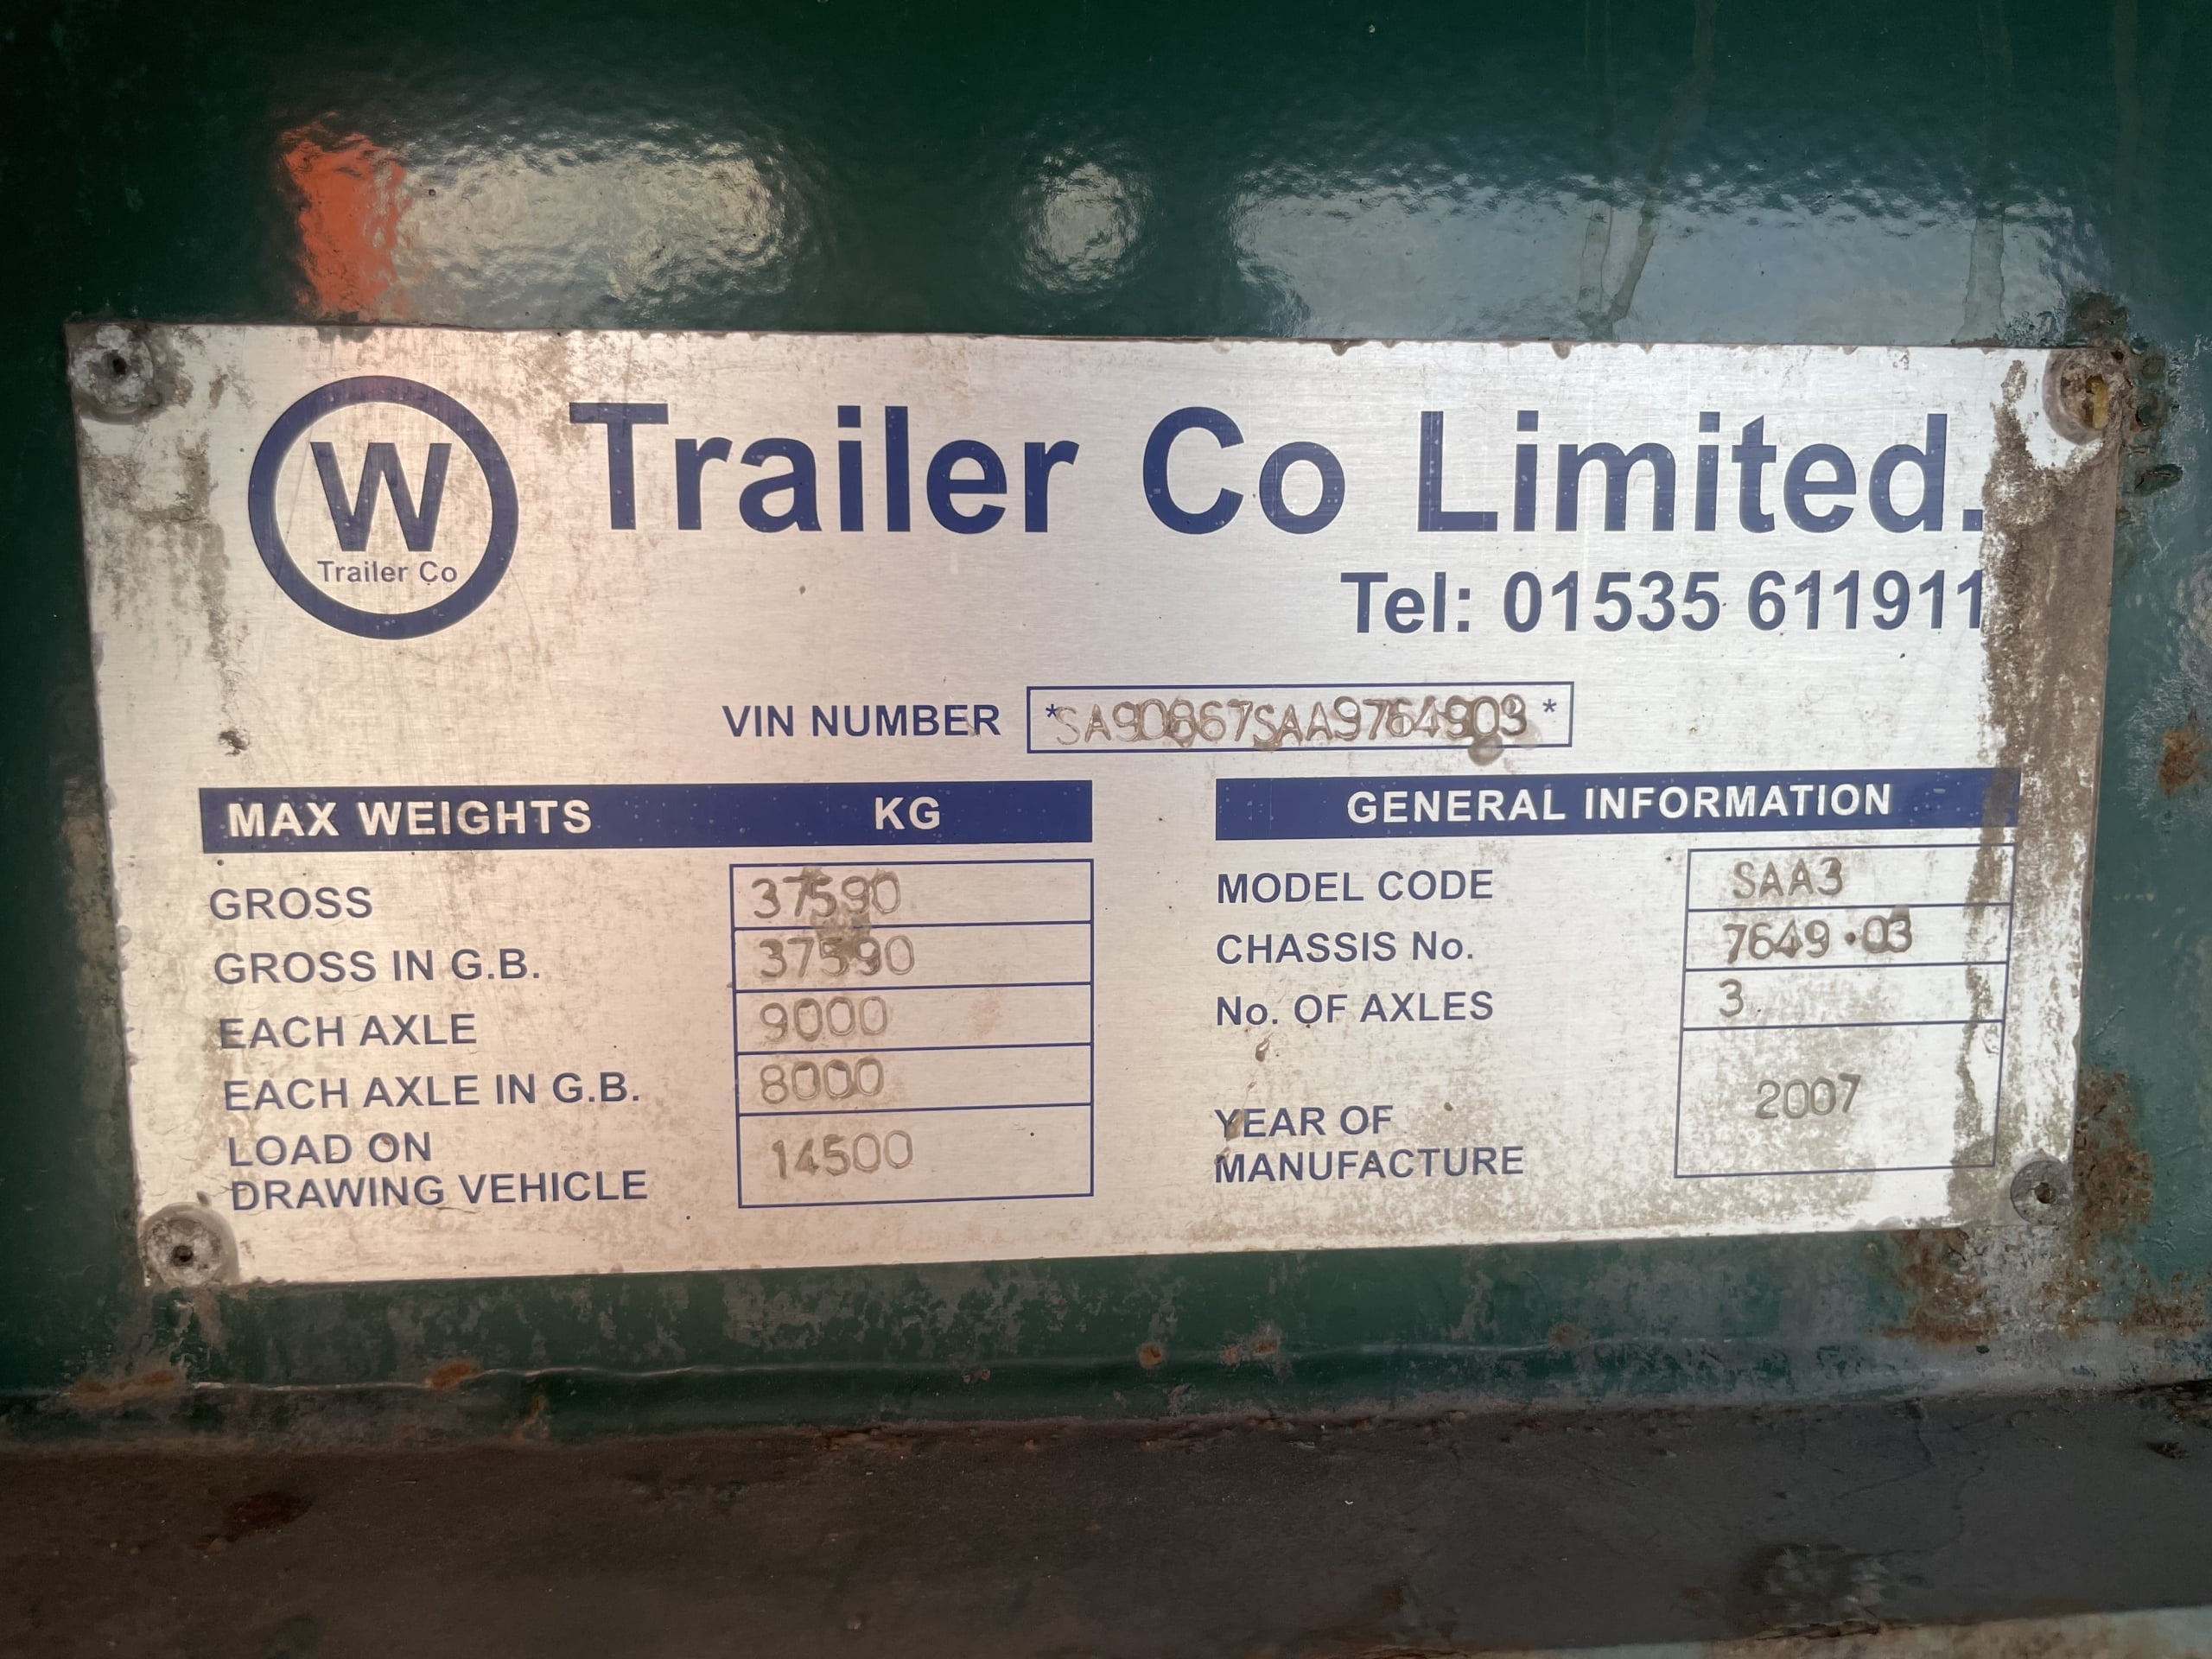 W
Trailer Co
Trailer Co Limited.
Tel: 01535 611911
VIN NUMBER *SA90867SAA9764903*
MAX WEIGHTS KG
GROSS 37590
GROSS IN G.B. 37590
EACH AXLE 9000
EACH AXLE IN G.B. 8000
LOAD ON
DRAWING VEHICLE 14500
GENERAL INFORMATION
MODEL CODE SAA3
CHASSIS No. 7649·03
No. OF AXLES 3
YEAR OF
MANUFACTURE 2007